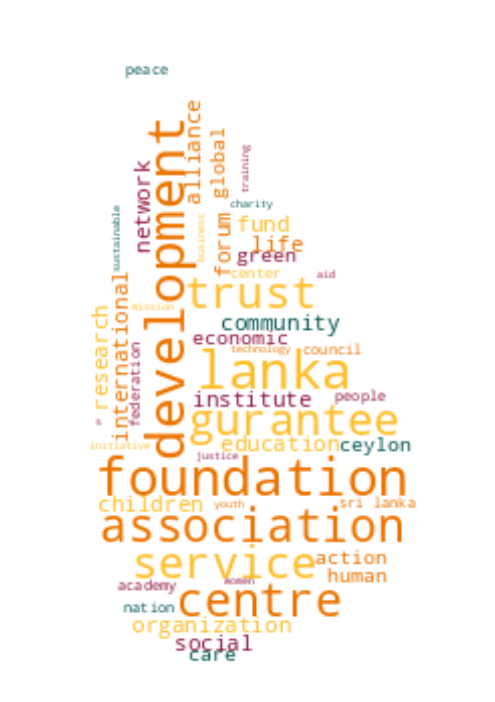 peace
development
alliance
global
training
network
sustainable
charity
business
forum
fund
life
green
center
aid
trust
international
mission
research
community
economic
federation
technology
council
lanka
institute
people
gurantee
initiative
education
ceylon
justice
foundation
children
youth
sri lanka
association
service
action
human
women
academy
centre
nation
organization
social
care